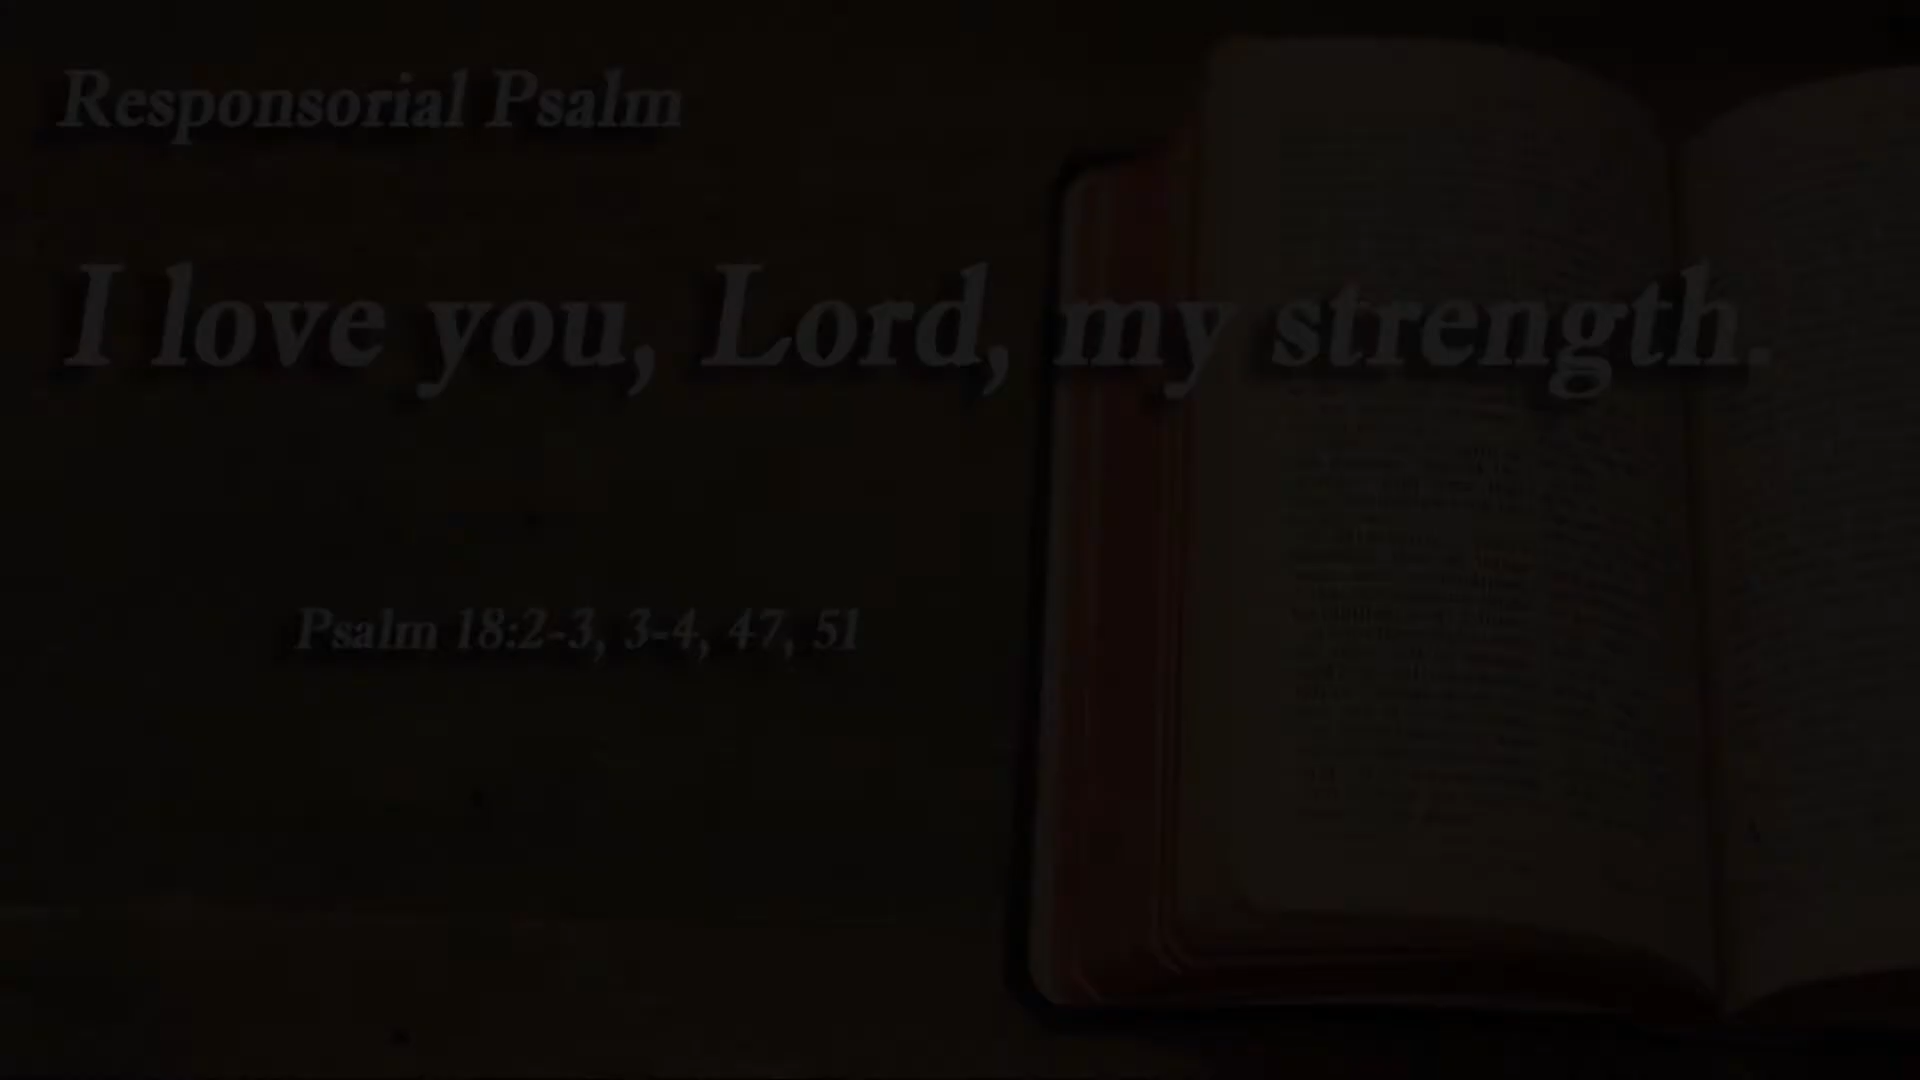 Responsorial Psalm
I love you, Lord, my strength.
Psalm 18:2-3, 3-4, 47, 51